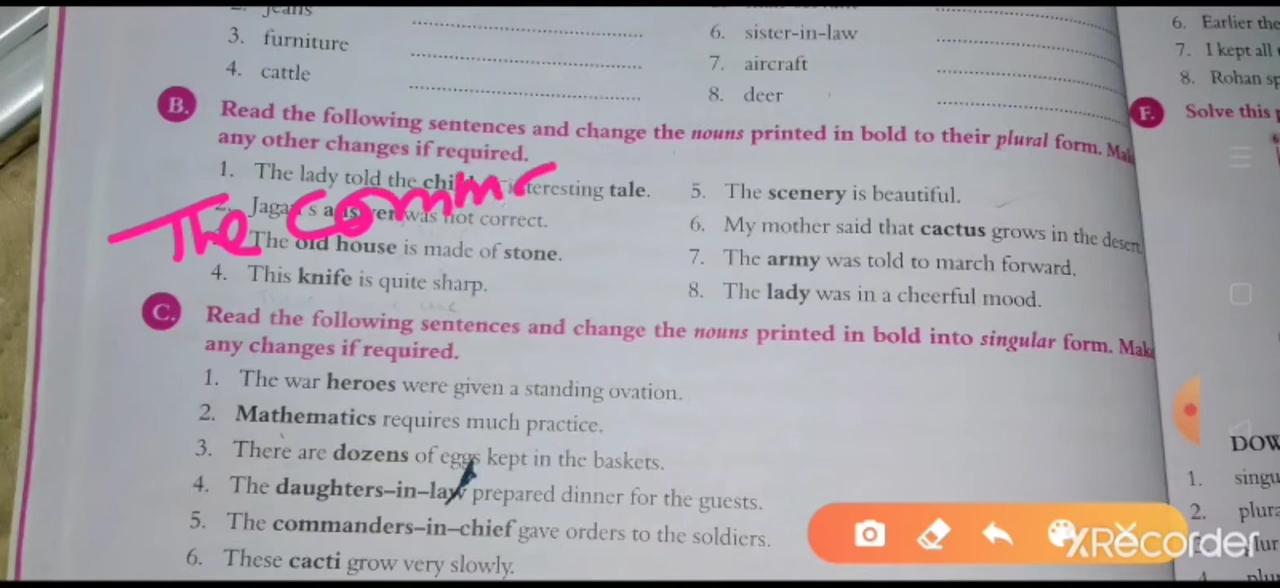 jeans
3. furniture
4. cattle
6. sister-in-law
7. aircraft
8. deer
B. Read the following sentences and change the nouns printed in bold to their plural form.
any other changes if required.
1. The lady told the interesting tale.
was not correct.
The old house is made of stone.
4. This knife is quite sharp.
5. The scenery is beautiful.
6. My mother said that cactus grows in the desert
7. The army was told to march forward.
8. The lady was in a cheerful mood.
The comm
C. Read the following sentences and change the nouns printed in bold into singular form. Make
any changes if required.
1. The war heroes were given a standing ovation.
2. Mathematics requires much practice.
3. There are dozens of eggs kept in the baskets.
4. The daughters-in-law prepared dinner for the guests.
5. The commanders-in-chief gave orders to the soldiers.
6. These cacti grow very slowly.
6. Earlier the
7. I kept all
8. Rohan sp
F. Solve this
DOW
1. singu
2. plura
XRecorder